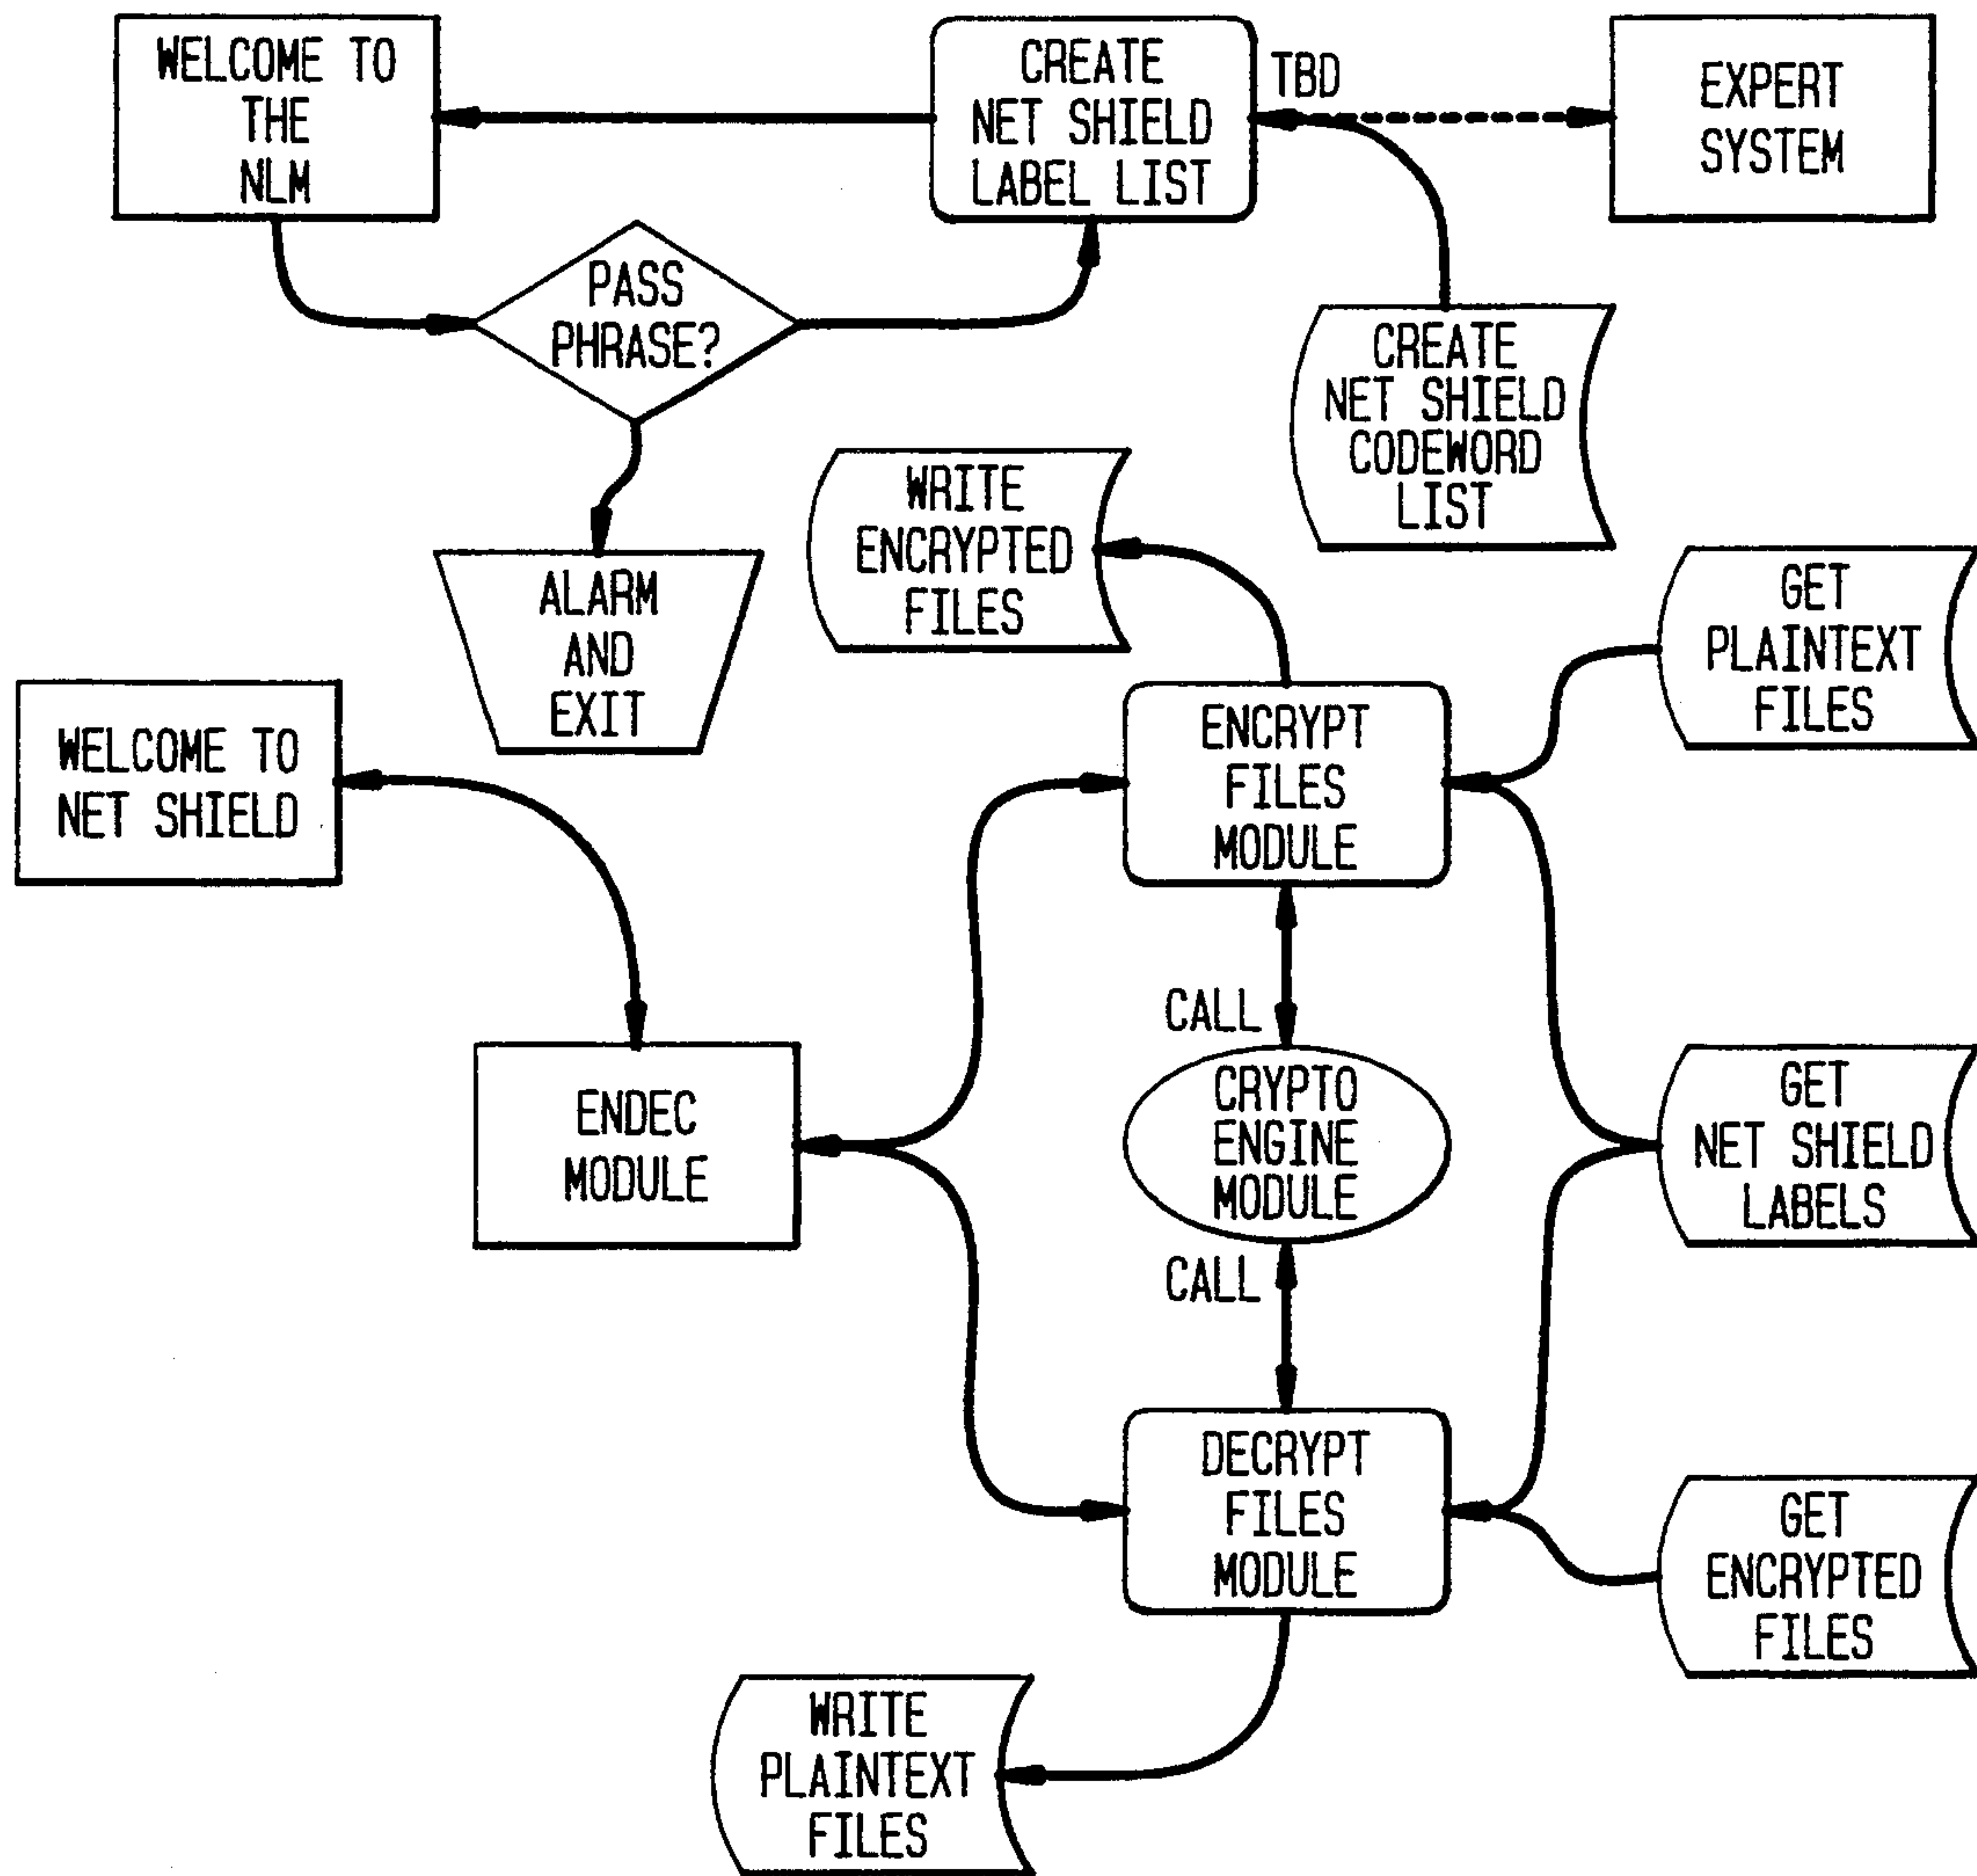 WELCOME TO
THE
NLM
CREATE
NET SHIELD
LABEL LIST
TBD
EXPERT
SYSTEM
PASS
PHRASE?
CREATE
NET SHIELD
CODEWORD
LIST
WRITE
ENCRYPTED
FILES
ALARM
AND
EXIT
GET
PLAINTEXT
FILES
WELCOME TO
NET SHIELD
ENCRYPT
FILES
MODULE
CALL
ENDEC
MODULE
CRYPTO
ENGINE
MODULE
GET
NET SHIELD
LABELS
CALL
DECRYPT
FILES
MODULE
GET
ENCRYPTED
FILES
WRITE
PLAINTEXT
FILES